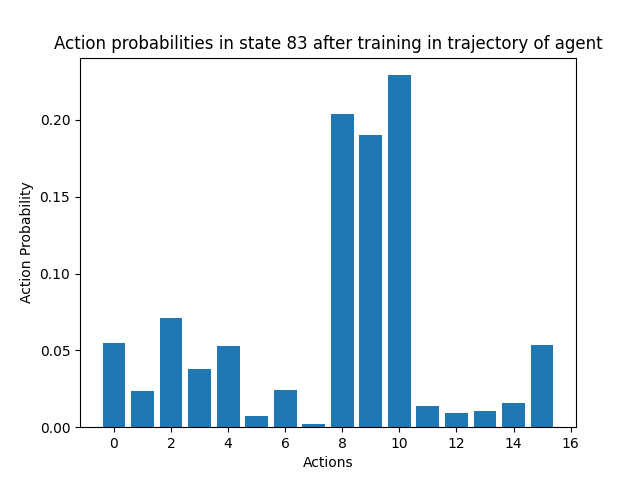 Action probabilities in state 83 after training in trajectory of agent
0.20
0.15
0.10
0.05
0.00
Action Probability
0 2 4 6 8 10 12 14 16
Actions